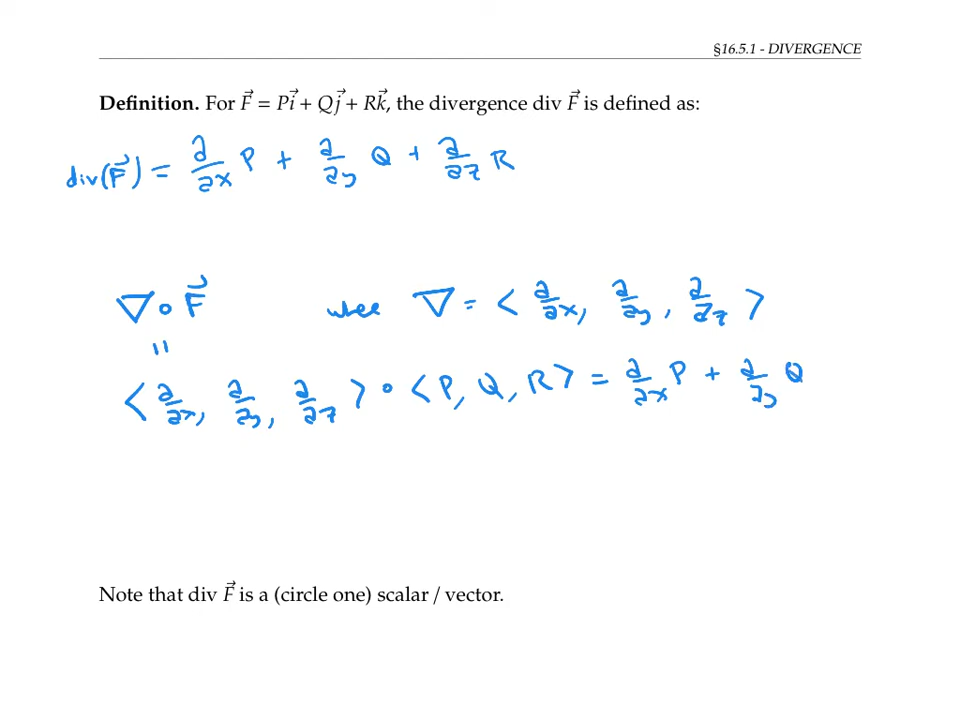 §16.5.1 - DIVERGENCE
Definition. For F⃗ = Pi⃗ + Qj⃗ + Rk⃗, the divergence div F⃗ is defined as:
div(F⃗) = ∂/∂x P + ∂/∂y Q + ∂/∂z R
∇ ∘ F⃗ where ∇ = < ∂/∂x, ∂/∂y, ∂/∂z >
=
< ∂/∂x, ∂/∂y, ∂/∂z > ∘ < P, Q, R > = ∂/∂x P + ∂/∂y Q
Note that div F⃗ is a (circle one) scalar / vector.